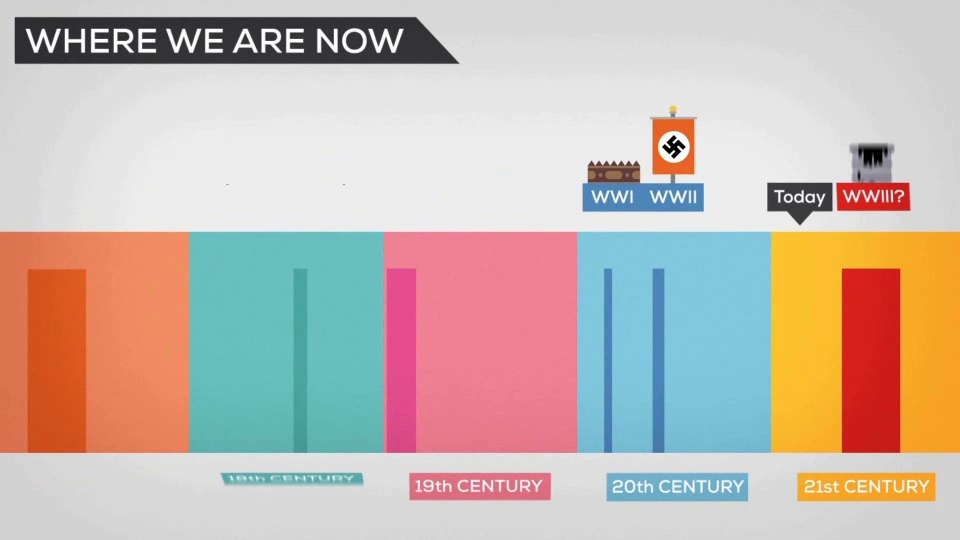 WHERE WE ARE NOW
WWI
WWII
Today
WWIII?
18th CENTURY
19th CENTURY
20th CENTURY
21st CENTURY